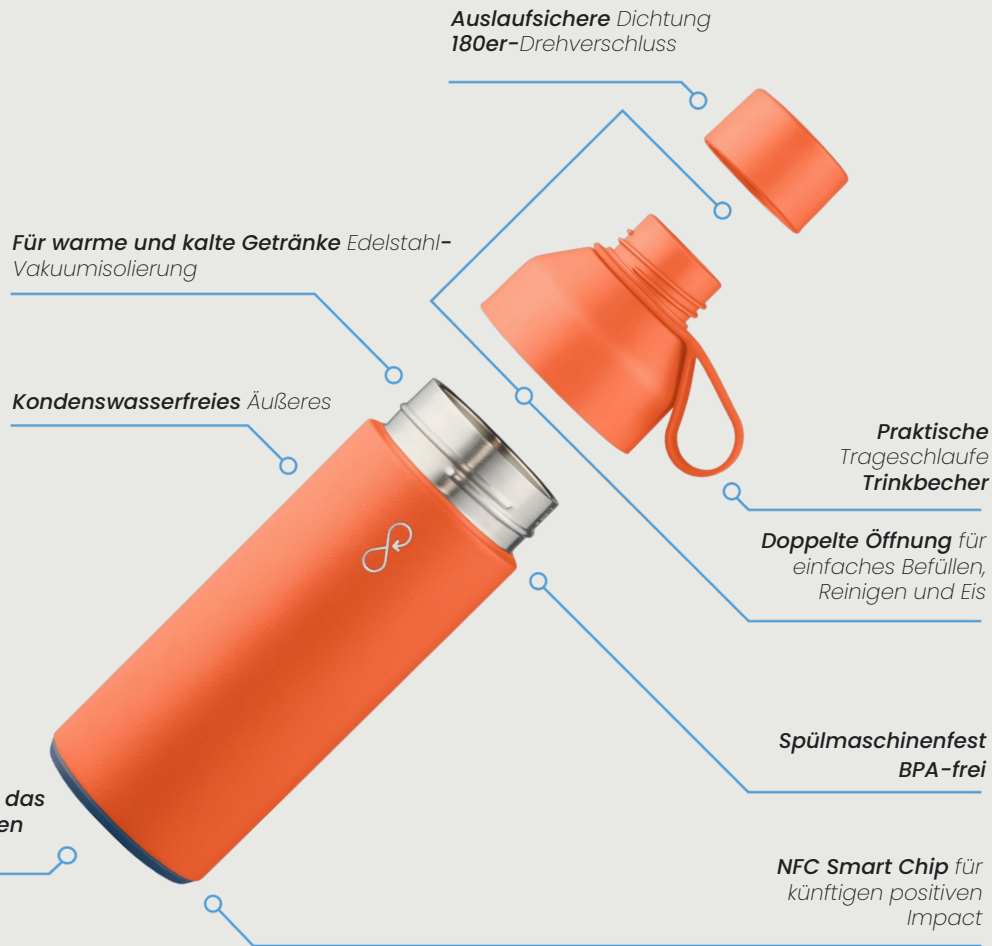 Auslaufsichere Dichtung
180er-Drehverschluss
Für warme und kalte Getränke Edelstahl-
Vakuumisolierung
Kondenswasserfreies Äußeres
Praktische
Trageschlaufe
Trinkbecher
Doppelte Öffnung für
einfaches Befüllen,
Reinigen und Eis
Spülmaschinenfest
BPA-frei
das
NFC Smart Chip für
künftigen positiven
Impact